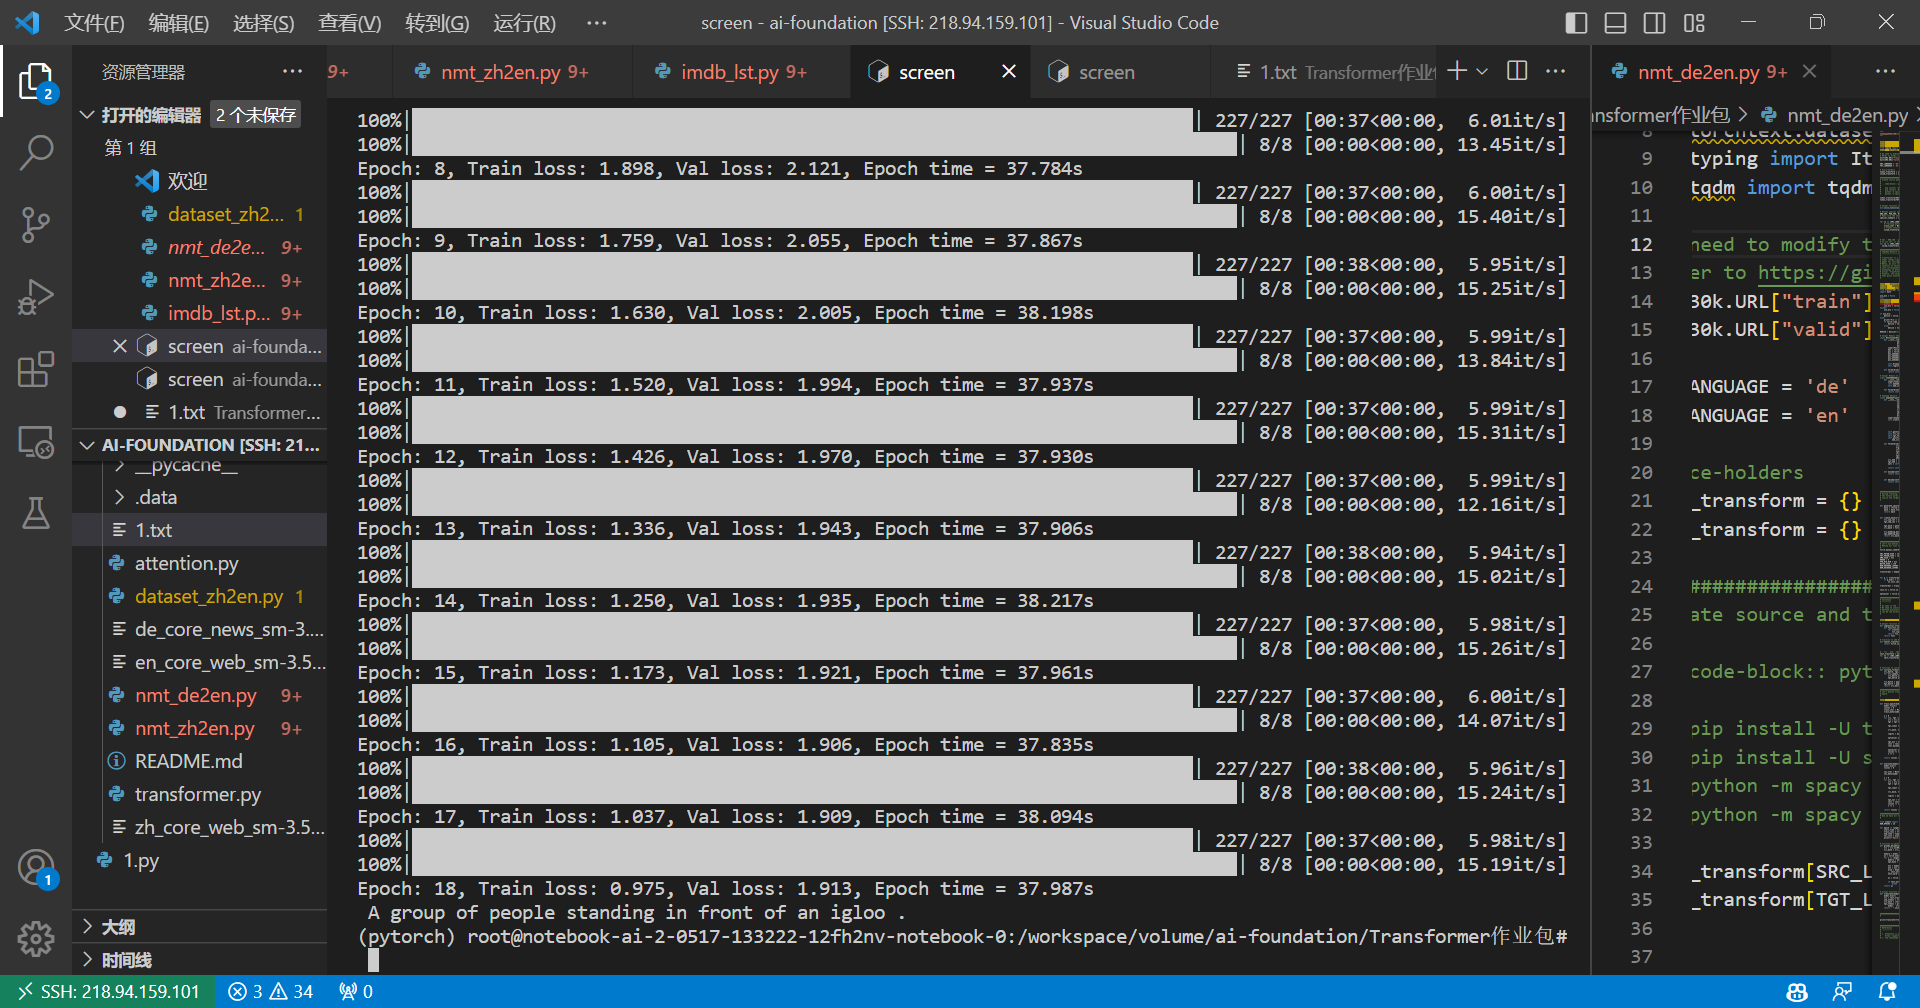 文件(F) 编辑(E) 选择(S) 查看(V) 转到(G) 运行(R) ···
screen - ai-foundation [SSH: 218.94.159.101] - Visual Studio Code
资源管理器
2
打开的编辑器 2 个未保存
第 1 组
欢迎
dataset_zh2... 1
nmt_de2e... 9+
nmt_zh2e... 9+
imdb_lst.p... 9+
screen ai-founda...
screen ai-founda...
1.txt Transformer...
AI-FOUNDATION [SSH: 21...
__pycache__
.data
1.txt
attention.py
dataset_zh2en.py 1
de_core_news_sm-3....
en_core_web_sm-3.5...
nmt_de2en.py 9+
nmt_zh2en.py 9+
README.md
transformer.py
zh_core_web_sm-3.5...
1.py
1
大纲
时间线
9+ nmt_zh2en.py 9+ imdb_lst.py 9+ screen screen 1.txt Transformer作业
100%| | 227/227 [00:37<00:00, 6.01it/s]
100%| | 8/8 [00:00<00:00, 13.45it/s]
Epoch: 8, Train loss: 1.898, Val loss: 2.121, Epoch time = 37.784s
100%| | 227/227 [00:37<00:00, 6.00it/s]
100%| | 8/8 [00:00<00:00, 15.40it/s]
Epoch: 9, Train loss: 1.759, Val loss: 2.055, Epoch time = 37.867s
100%| | 227/227 [00:38<00:00, 5.95it/s]
100%| | 8/8 [00:00<00:00, 15.25it/s]
Epoch: 10, Train loss: 1.630, Val loss: 2.005, Epoch time = 38.198s
100%| | 227/227 [00:37<00:00, 5.99it/s]
100%| | 8/8 [00:00<00:00, 13.84it/s]
Epoch: 11, Train loss: 1.520, Val loss: 1.994, Epoch time = 37.937s
100%| | 227/227 [00:37<00:00, 5.99it/s]
100%| | 8/8 [00:00<00:00, 15.31it/s]
Epoch: 12, Train loss: 1.426, Val loss: 1.970, Epoch time = 37.930s
100%| | 227/227 [00:37<00:00, 5.99it/s]
100%| | 8/8 [00:00<00:00, 12.16it/s]
Epoch: 13, Train loss: 1.336, Val loss: 1.943, Epoch time = 37.906s
100%| | 227/227 [00:38<00:00, 5.94it/s]
100%| | 8/8 [00:00<00:00, 15.02it/s]
Epoch: 14, Train loss: 1.250, Val loss: 1.935, Epoch time = 38.217s
100%| | 227/227 [00:37<00:00, 5.98it/s]
100%| | 8/8 [00:00<00:00, 15.26it/s]
Epoch: 15, Train loss: 1.173, Val loss: 1.921, Epoch time = 37.961s
100%| | 227/227 [00:37<00:00, 6.00it/s]
100%| | 8/8 [00:00<00:00, 14.07it/s]
Epoch: 16, Train loss: 1.105, Val loss: 1.906, Epoch time = 37.835s
100%| | 227/227 [00:38<00:00, 5.96it/s]
100%| | 8/8 [00:00<00:00, 15.24it/s]
Epoch: 17, Train loss: 1.037, Val loss: 1.909, Epoch time = 38.094s
100%| | 227/227 [00:37<00:00, 5.98it/s]
100%| | 8/8 [00:00<00:00, 15.19it/s]
Epoch: 18, Train loss: 0.975, Val loss: 1.913, Epoch time = 37.987s
A group of people standing in front of an igloo .
(pytorch) root@notebook-ai-2-0517-133222-12fh2nv-notebook-0:/workspace/volume/ai-foundation/Transformer作业包#
nmt_de2en.py 9+
nsformer作业包 > nmt_de2en.py >
8 orchtext.datase
9 typing import It
10 tqdm import tqdm
11
12 need to modify t
13 er to https://gi
14 30k.URL["train"]
15 30k.URL["valid"]
16
17 ANGUAGE = 'de'
18 ANGUAGE = 'en'
19
20 ce-holders
21 _transform = {}
22 _transform = {}
23
24 ################
25 ate source and t
26
27 code-block:: pyt
28
29 pip install -U t
30 pip install -U s
31 python -m spacy
32 python -m spacy
33
34 _transform[SRC_L
35 _transform[TGT_L
36
37
SSH: 218.94.159.101 3 34 0